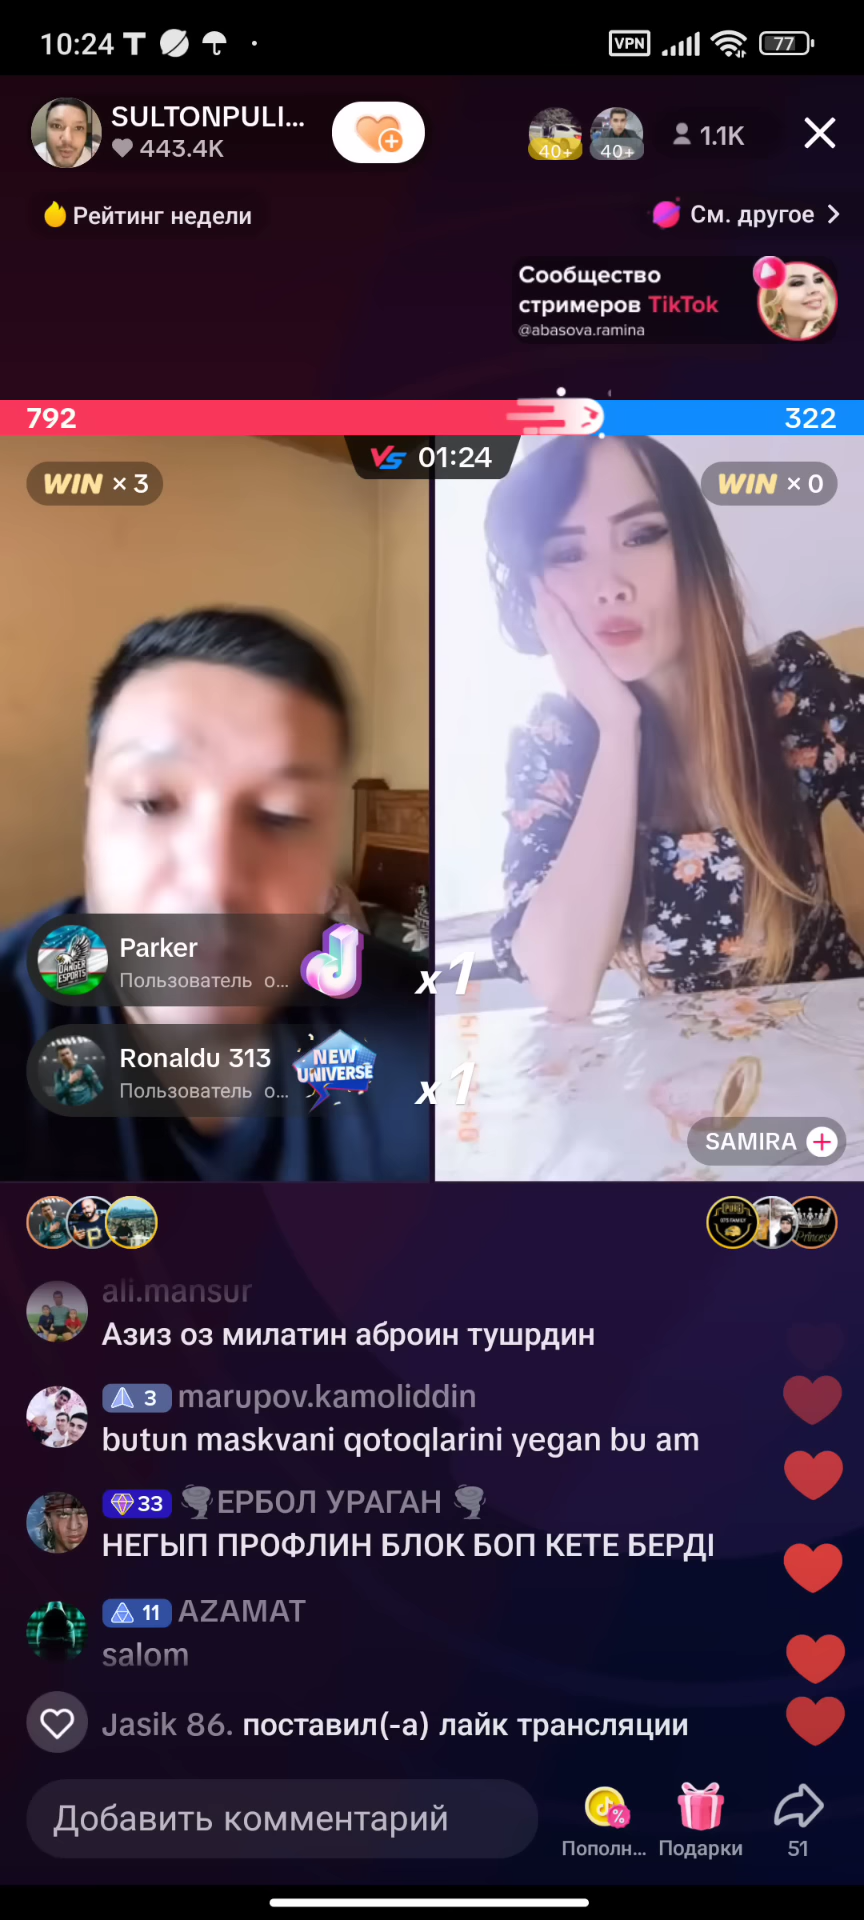 10:24
VPN
77
SULTONPULI...
443.4K
40+
40+
1.1K
Рейтинг недели
См. другое
Сообщество
стримеров TikTok
@abasova.ramina
792
322
VS 01:24
WIN × 3
WIN × 0
Parker
Пользователь о...
x1
DANGER
ESPORTS
Ronaldu 313
Пользователь о...
NEW
UNIVERSE
x1
SAMIRA
Princess
ali.mansur
Азиз оз милатин аброин тушрдин
3 marupov.kamoliddin
butun maskvani qotoqlarini yegan bu am
33 ЕРБОЛ УРАГАН
НЕГЫП ПРОФЛИН БЛОК БОП КЕТЕ БЕРДІ
11 AZAMAT
salom
Jasik 86. поставил(-а) лайк трансляции
Добавить комментарий
Пополн...
Подарки
51